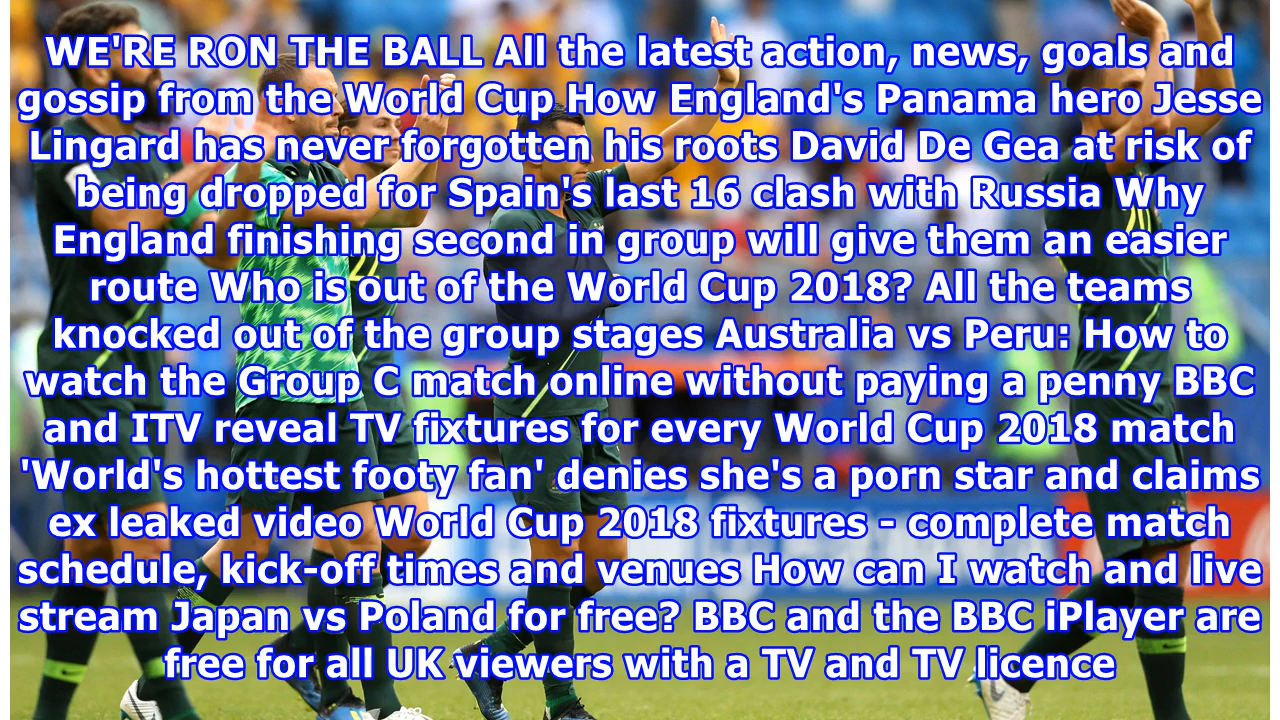 WE'RE RON THE BALL All the latest action, news, goals and
gossip from the World Cup How England's Panama hero Jesse
Lingard has never forgotten his roots David De Gea at risk of
being dropped for Spain's last 16 clash with Russia Why
England finishing second in group will give them an easier
route Who is out of the World Cup 2018? All the teams
knocked out of the group stages Australia vs Peru: How to
watch the Group C match online without paying a penny BBC
and ITV reveal TV fixtures for every World Cup 2018 match
'World's hottest footy fan' denies she's a porn star and claims
ex leaked video World Cup 2018 fixtures - complete match
schedule, kick-off times and venues How can I watch and live
stream Japan vs Poland for free? BBC and the BBC iPlayer are
free for all UK viewers with a TV and TV licence